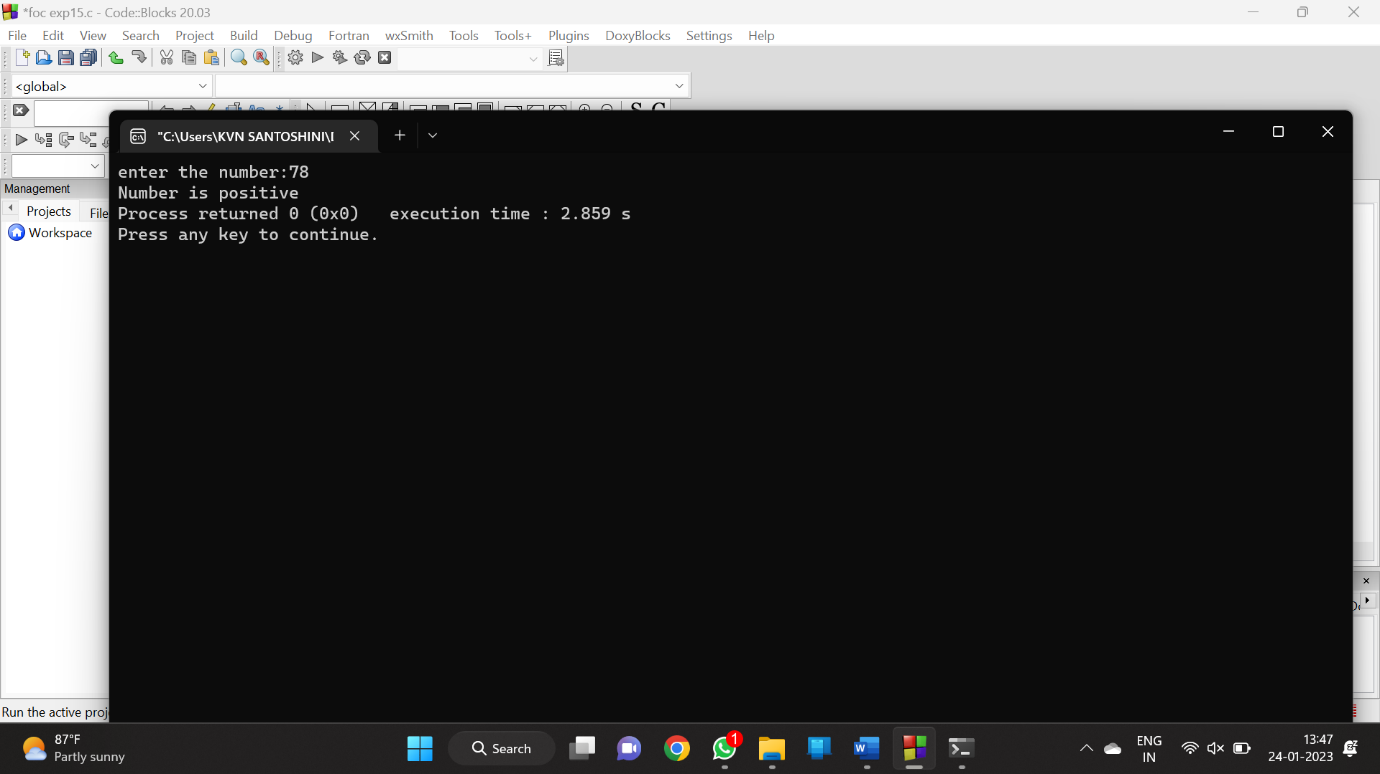 *foc exp15.c - Code::Blocks 20.03
File Edit View Search Project Build Debug Fortran wxSmith Tools Tools+ Plugins DoxyBlocks Settings Help
<global>
"C:\Users\KVN SANTOSHINI\I
enter the number:78
Number is positive
Process returned 0 (0x0)   execution time : 2.859 s
Press any key to continue.
Management
Projects File
Workspace
Run the active proj
87°F
Partly sunny
Search
1
ENG
IN
13:47
24-01-2023